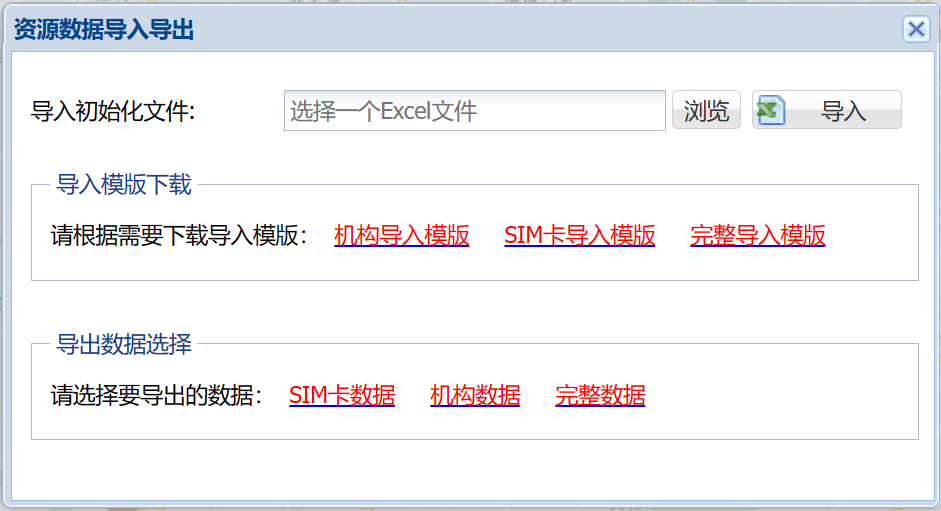 资源数据导入导出
导入初始化文件: 选择一个Excel文件 浏览 导入
导入模版下载
请根据需要下载导入模版： 机构导入模版 SIM卡导入模版 完整导入模版
导出数据选择
请选择要导出的数据： SIM卡数据 机构数据 完整数据